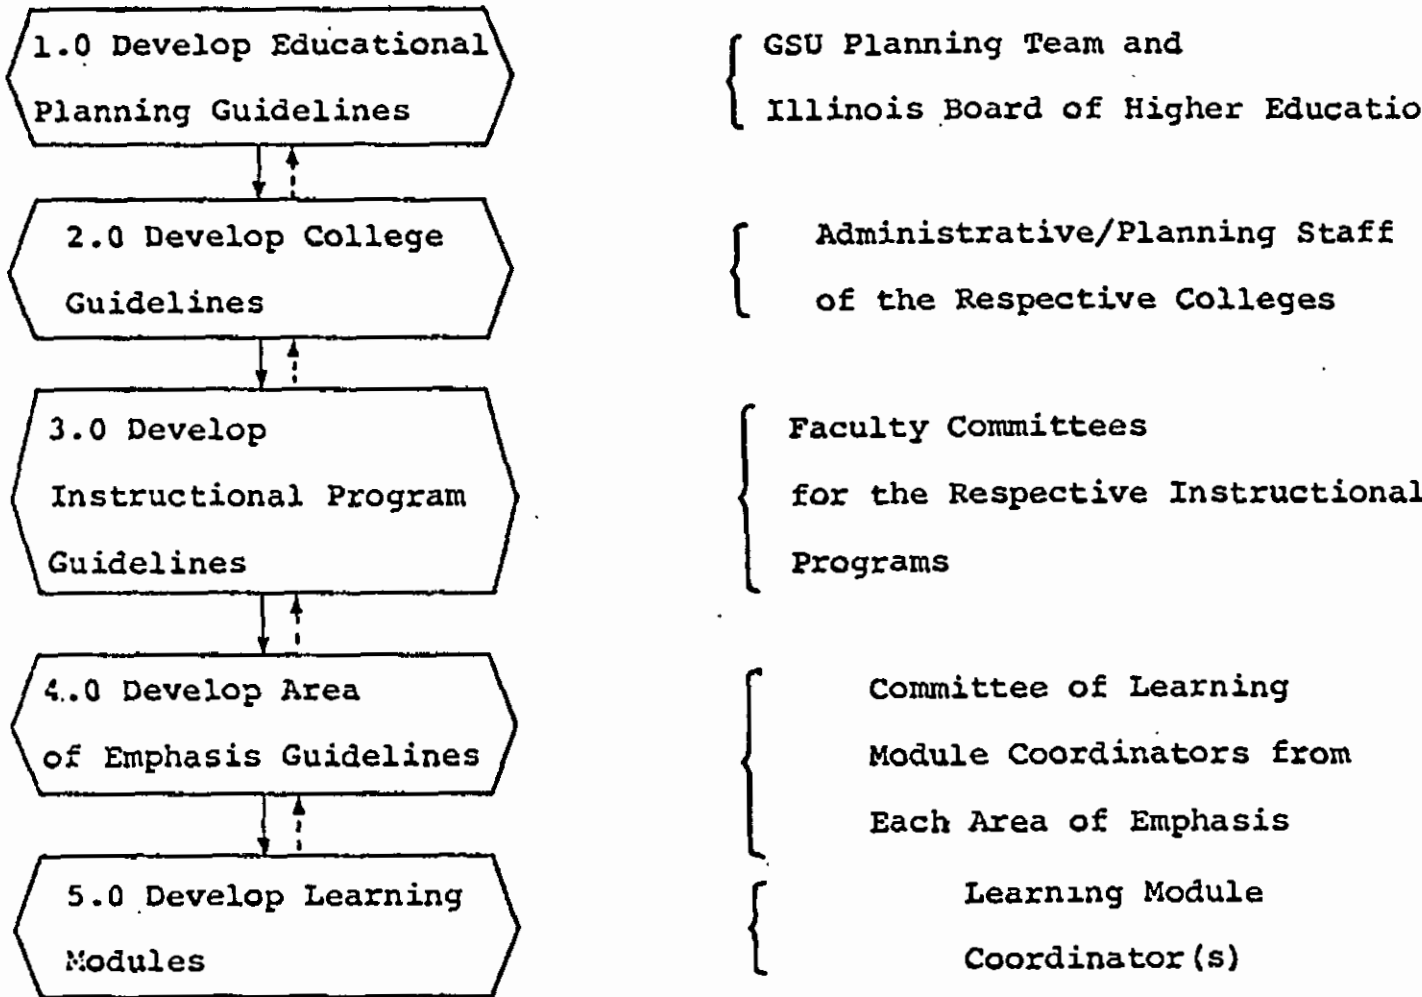 1.0 Develop Educational
Planning Guidelines
GSU Planning Team and
Illinois Board of Higher Educatio
2.0 Develop College
Guidelines
Administrative/Planning Staff
of the Respective Colleges
3.0 Develop
Instructional Program
Guidelines
Faculty Committees
for the Respective Instructional
Programs
4.0 Develop Area
of Emphasis Guidelines
Committee of Learning
Module Coordinators from
Each Area of Emphasis
5.0 Develop Learning
Modules
Learning Module
Coordinator(s)